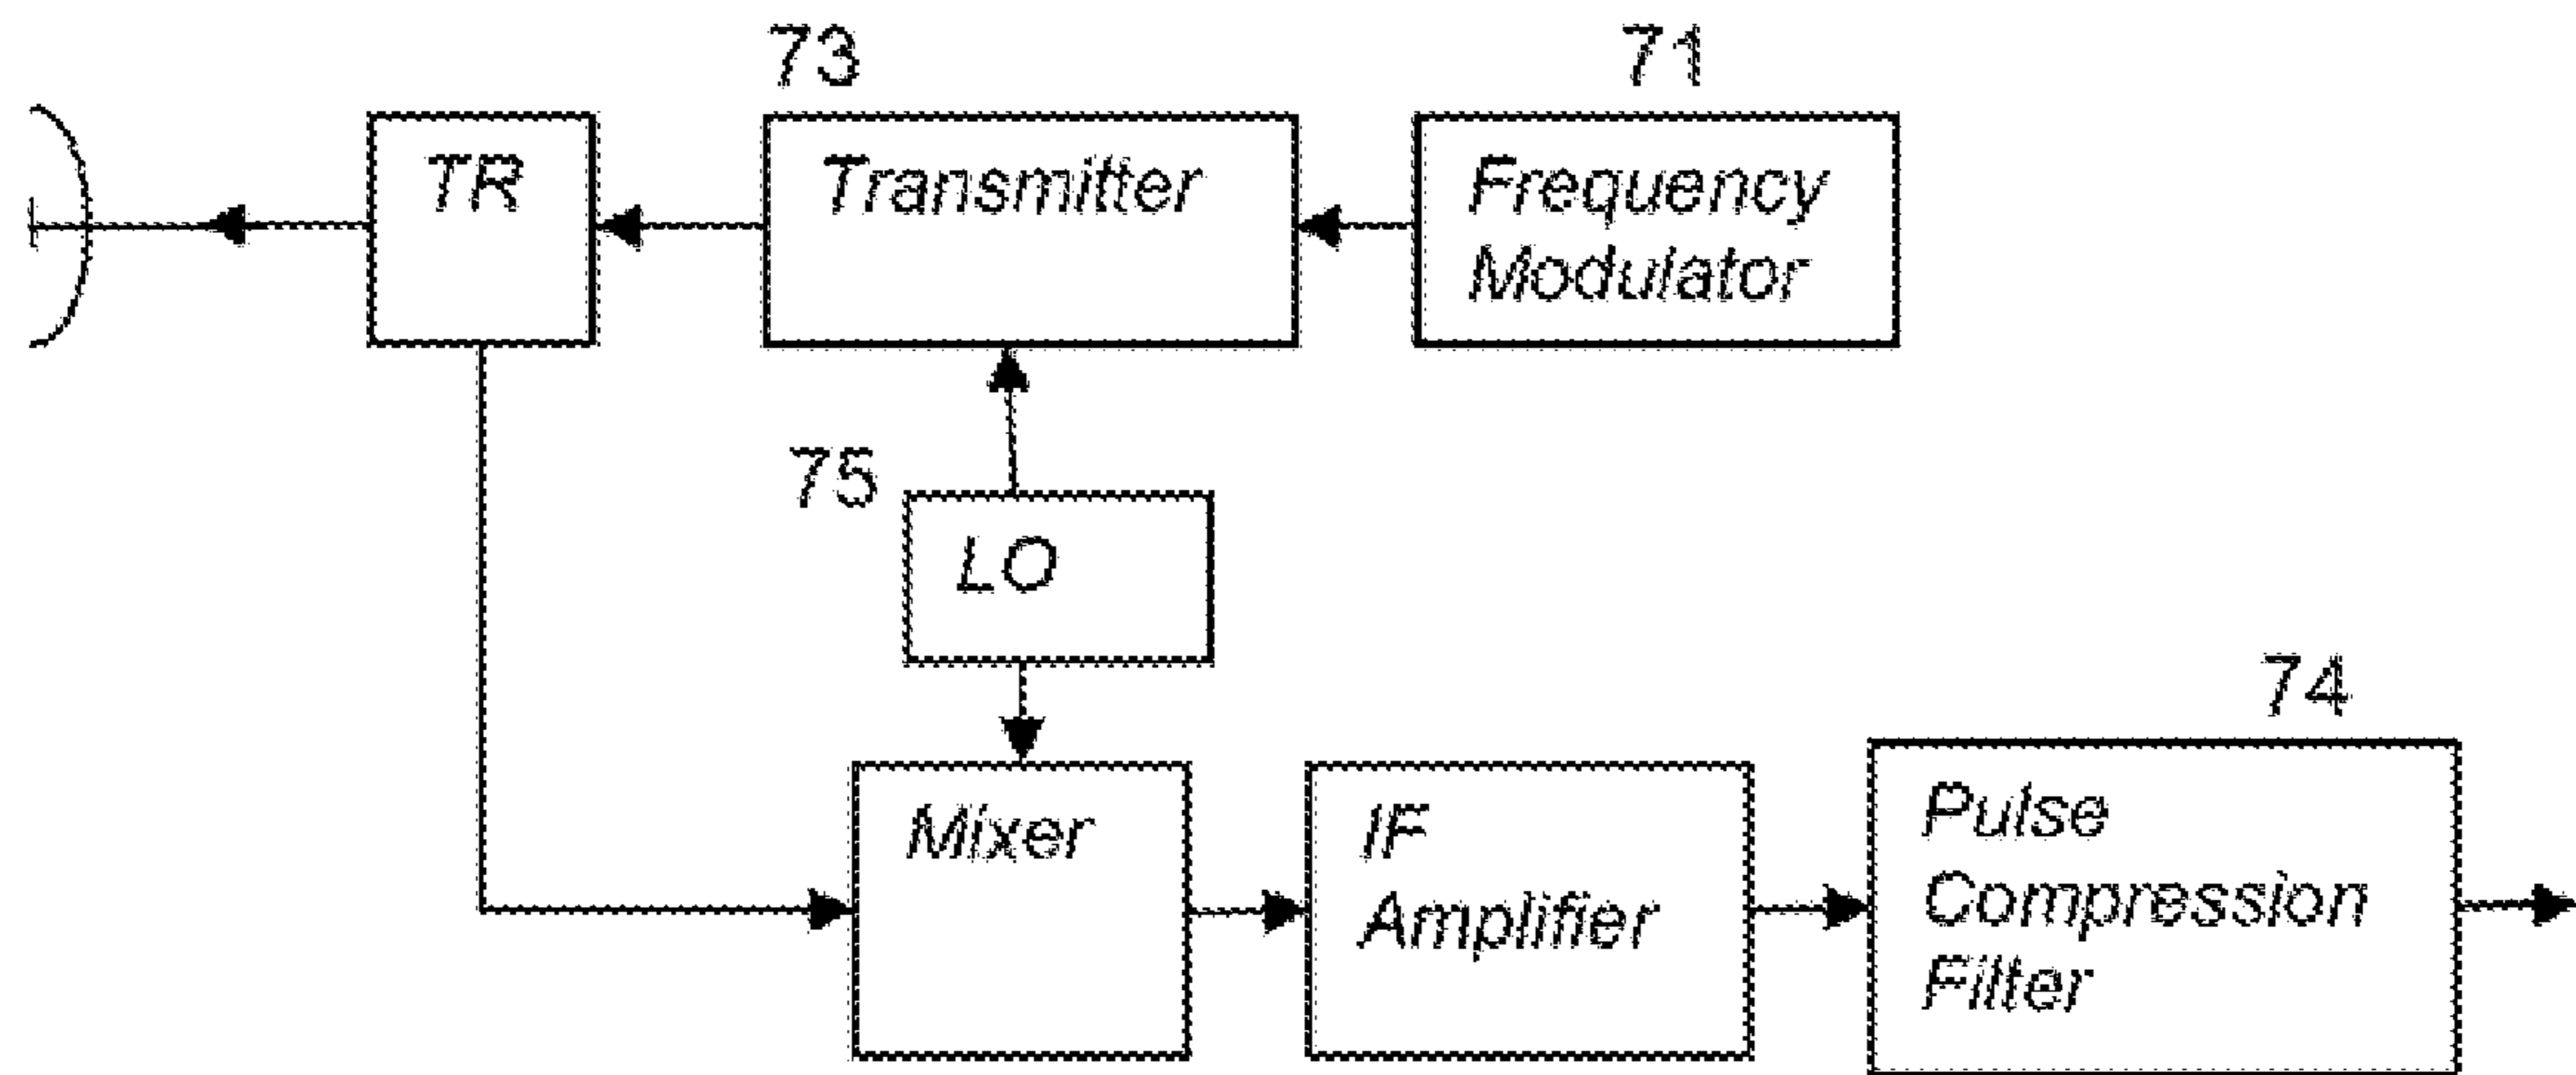 73
71
TR
Transmitter
Frequency
Modulator
75
LO
74
Mixer
IF
Amplifier
Pulse
Compression
Filter